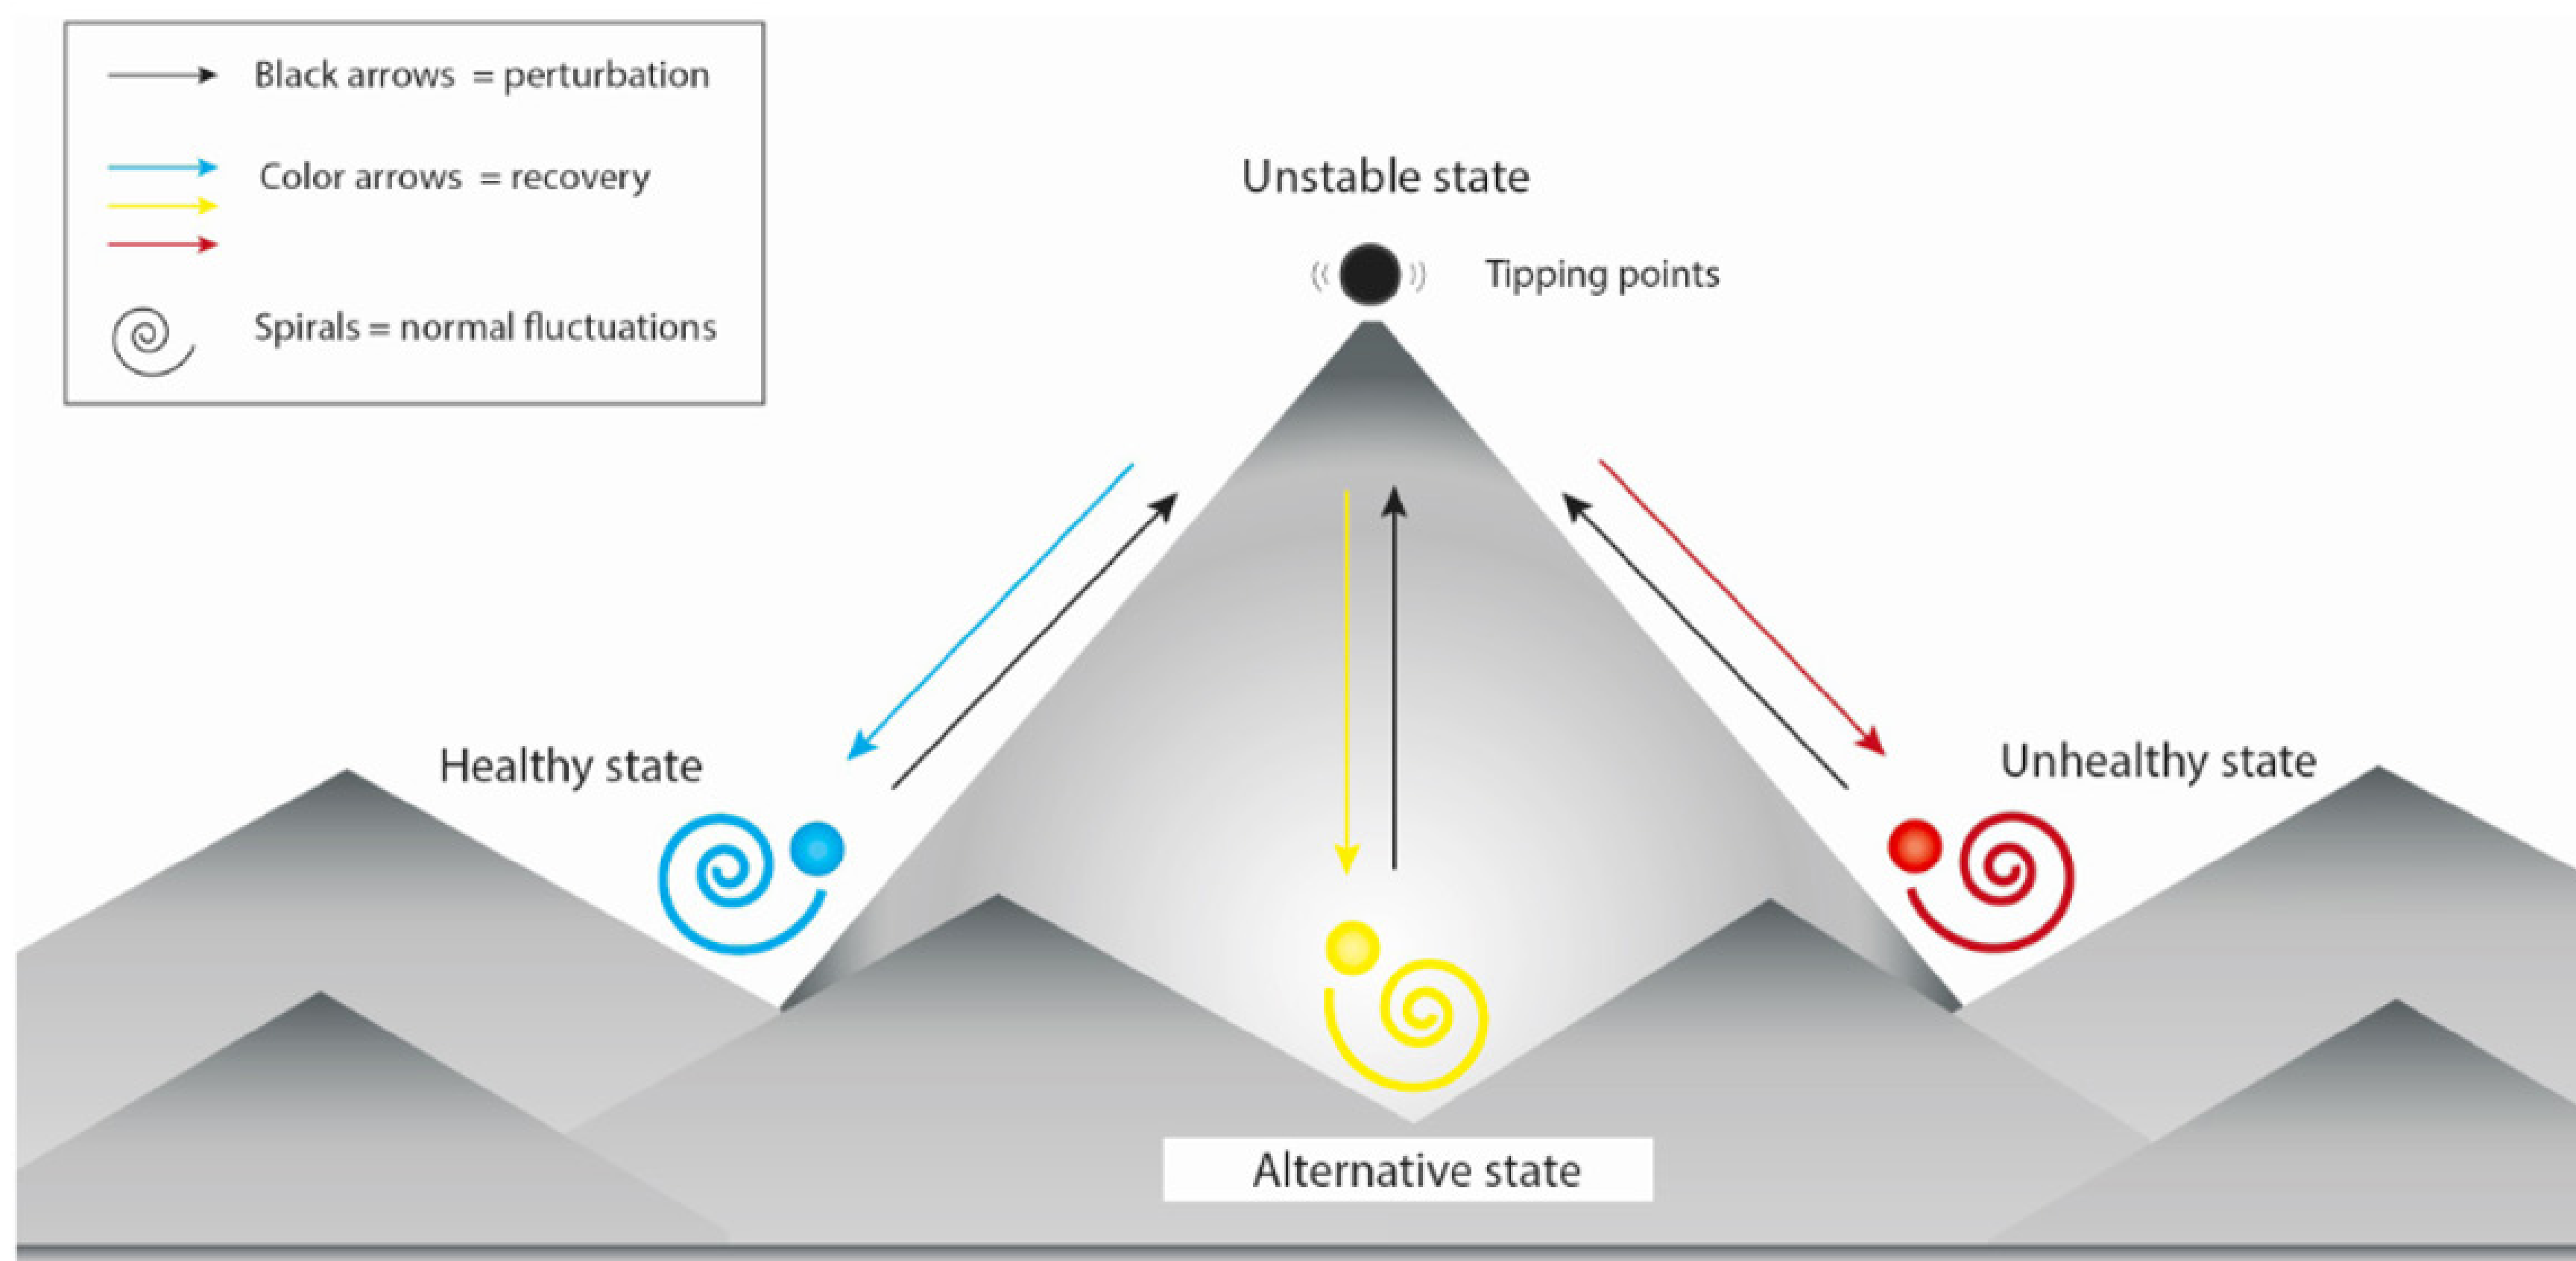 Black arrows = perturbation
Color arrows = recovery
Spirals = normal fluctuations
Unstable state
Tipping points
Healthy state
Unhealthy state
Alternative state